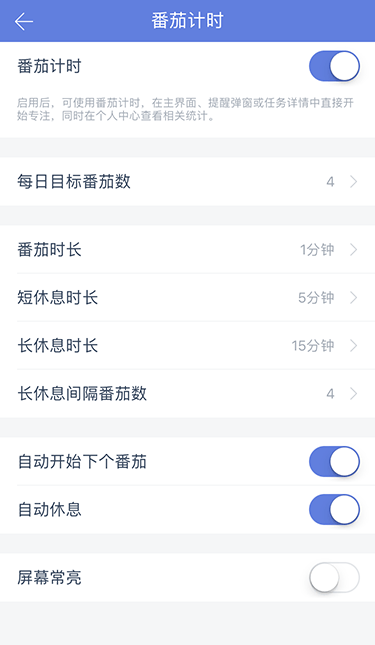 番茄计时
番茄计时
启用后，可使用番茄计时，在主界面、提醒弹窗或任务详情中直接开
始专注，同时在个人中心查看相关统计。
每日目标番茄数 4
番茄时长 1分钟
短休息时长 5分钟
长休息时长 15分钟
长休息间隔番茄数 4
自动开始下个番茄
自动休息
屏幕常亮